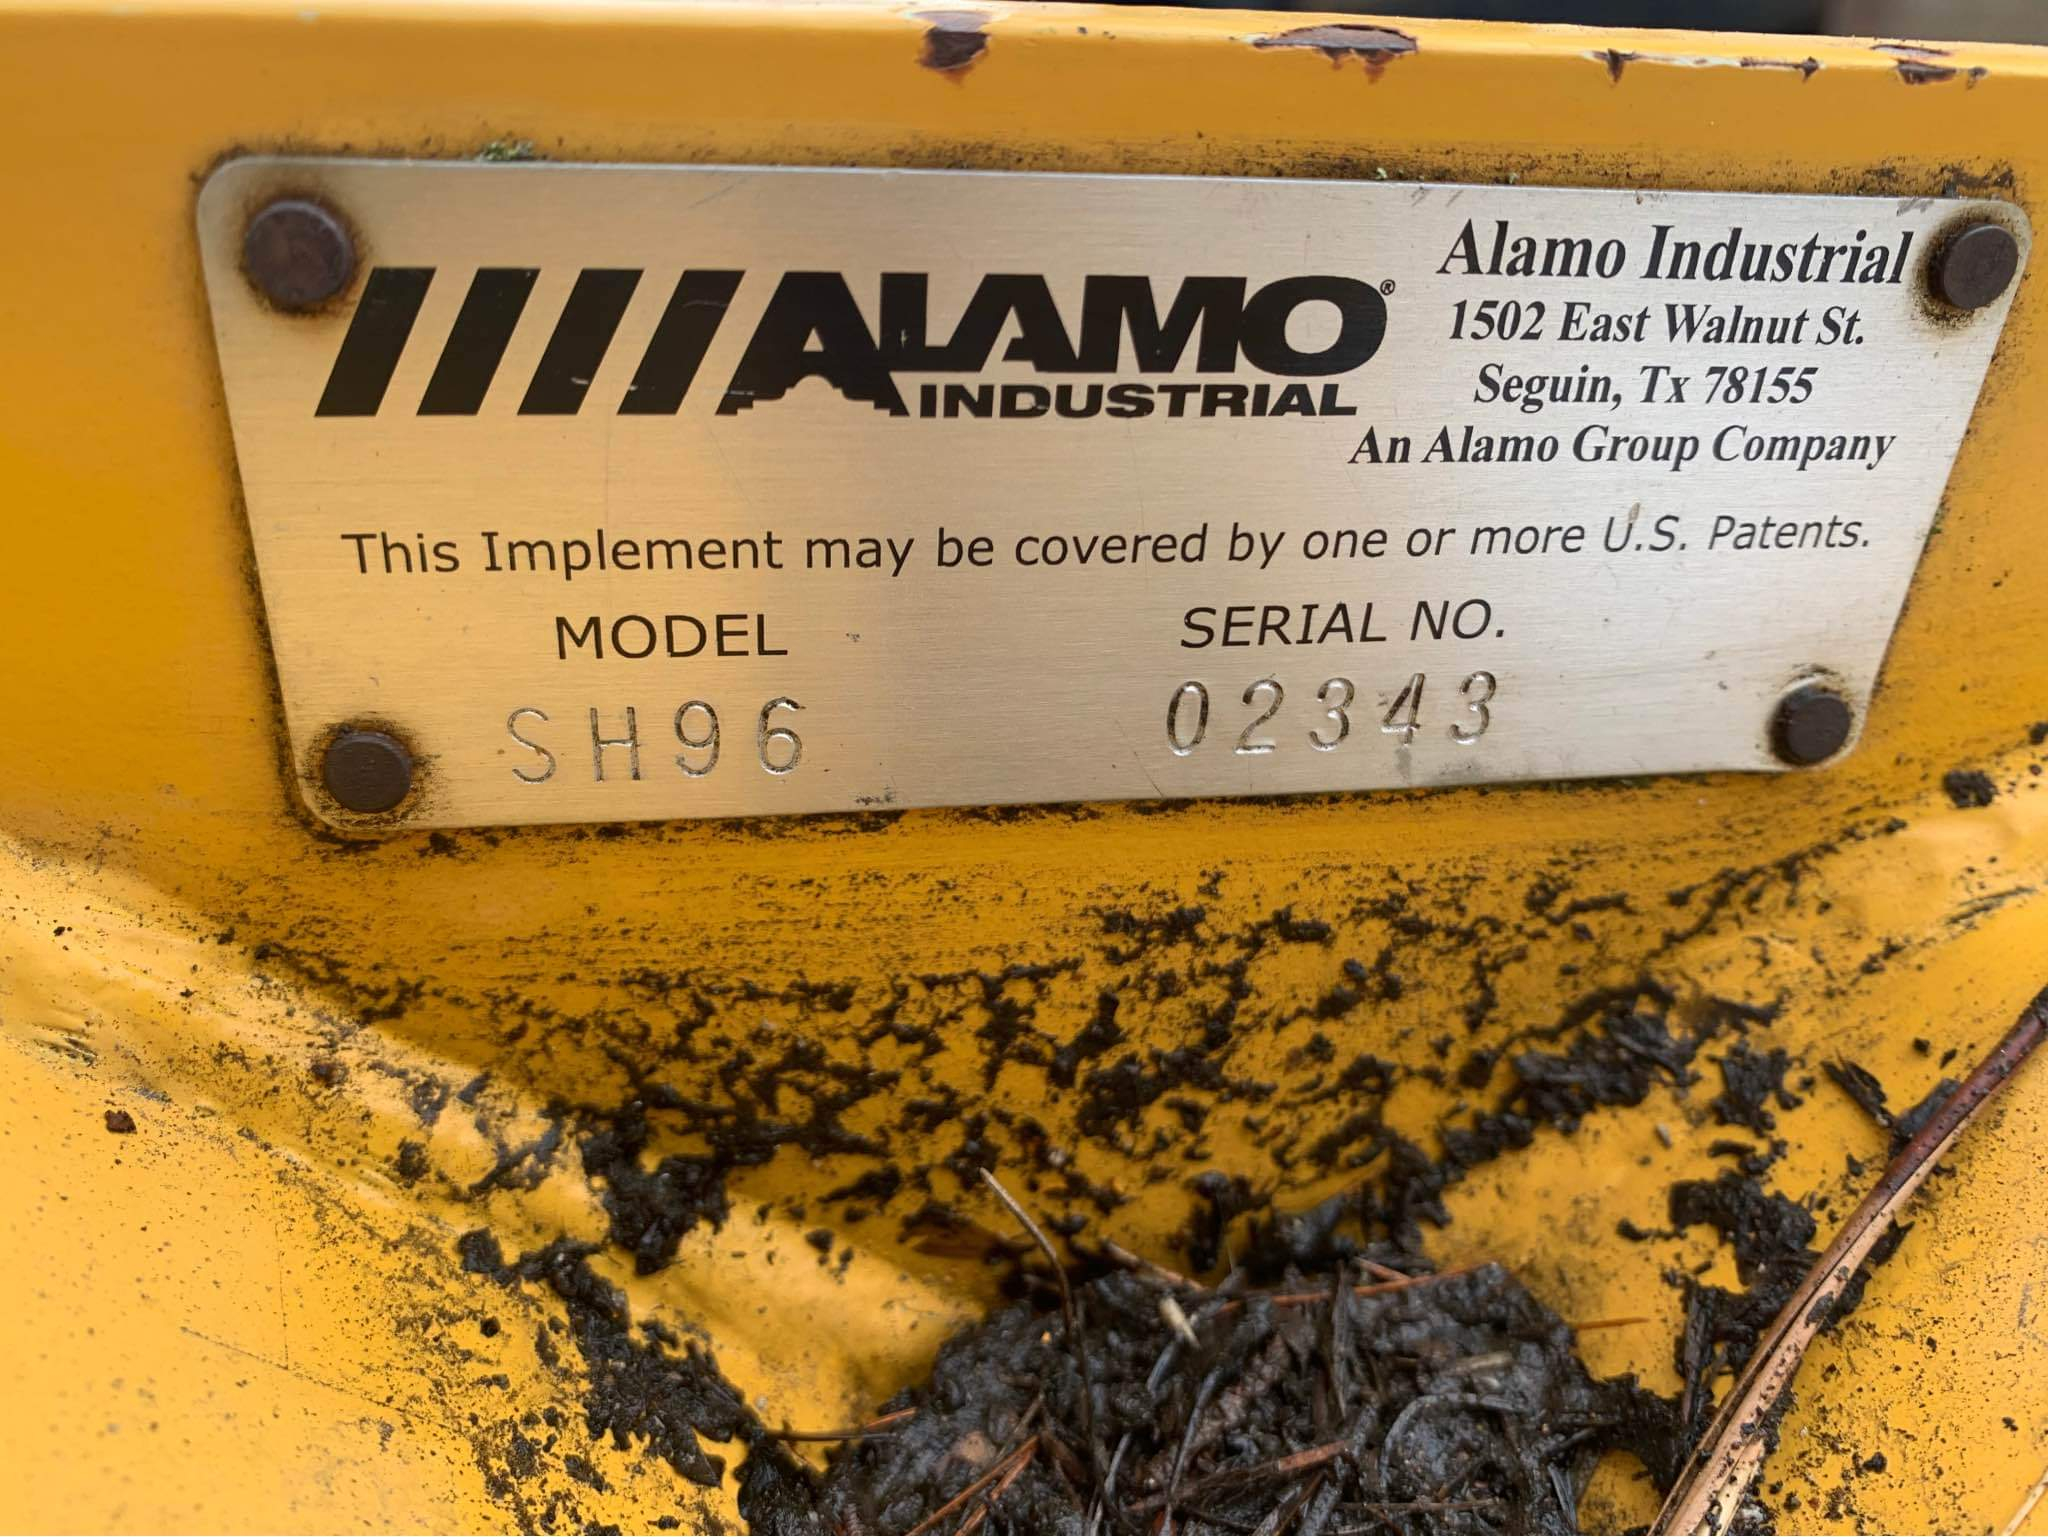 ALAMO®
INDUSTRIAL
Alamo Industrial
1502 East Walnut St.
Seguin, Tx 78155
An Alamo Group Company
This Implement may be covered by one or more U.S. Patents.
MODEL SERIAL NO.
SH96 02343